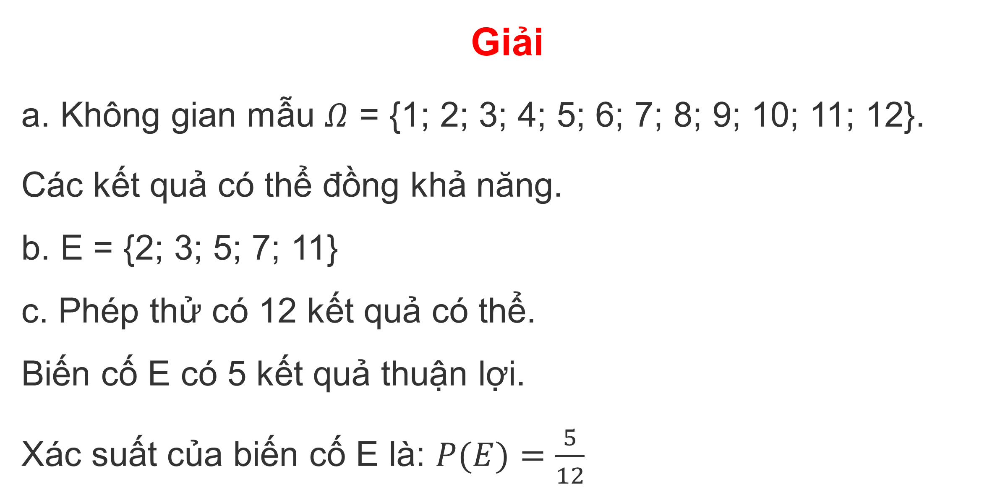 Giải
a. Không gian mẫu Ω = {1; 2; 3; 4; 5; 6; 7; 8; 9; 10; 11; 12}.
Các kết quả có thể đồng khả năng.
b. E = {2; 3; 5; 7; 11}
c. Phép thử có 12 kết quả có thể.
Biến cố E có 5 kết quả thuận lợi.
Xác suất của biến cố E là: P(E) = 5/12